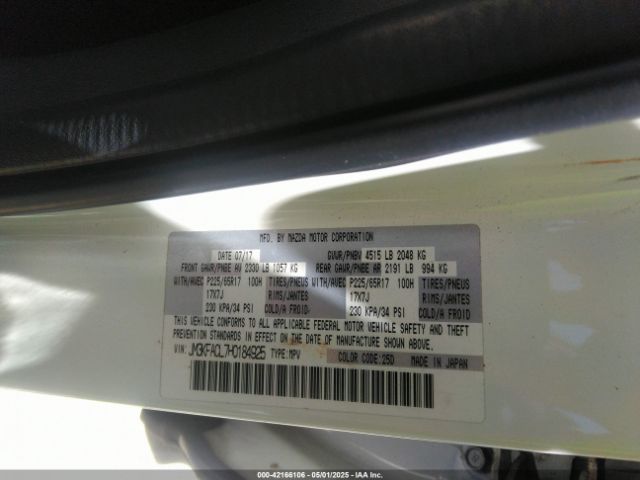 MFD. BY MAZDA MOTOR CORPORATION
DATE 07/17 GVWR/PNBV 4515 LB 2048 KG
FRONT GAWR/PNBE AV 2330 LB 1057 KG REAR GAWR/PNBE AR 2191 LB 994 KG
WITH/AVEC P225/65R17 100H TIRES/PNEUS WITH/AVEC P225/65R17 100H TIRES/PNEUS
17X7J RIMS/JANTES 17X7J RIMS/JANTES
230 KPA/34 PSI COLD/A FROID 230 KPA/34 PSI COLD/A FROID
THIS VEHICLE CONFORMS TO ALL APPLICABLE FEDERAL MOTOR VEHICLE SAFETY AND THEFT
PREVENTION STANDARDS IN EFFECT ON THE DATE OF MANUFACTURE SHOWN ABOVE.
VIN: JM3KFACL7H0184925 TYPE: MPV COLOR CODE: 25D MADE IN JAPAN
000-42166106 - 05/01/2025 - IAA Inc.